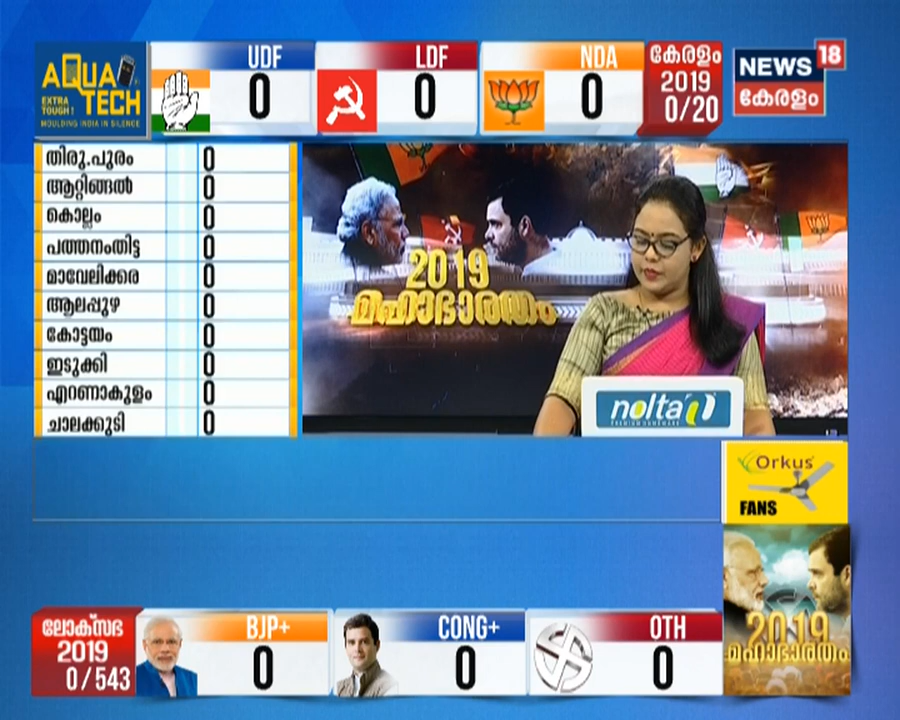 AQUA TECH
EXTRA TOUGH!
MOULDING INDIA IN SILENCE
UDF
0
LDF
0
NDA
0
കേരളം
2019
0/20
NEWS 18
കേരളം
തിരു.പുരം 0
ആറ്റിങ്ങൽ 0
കൊല്ലം 0
പത്തനംതിട്ട 0
മാവേലിക്കര 0
ആലപ്പുഴ 0
കോട്ടയം 0
ഇടുക്കി 0
എറണാകുളം 0
ചാലക്കുടി 0
2019
മഹാഭാരതം
nolta
Orkus
FANS
ലോക്സഭ
2019
0/543
BJP+
0
CONG+
0
OTH
0
2019
മഹാഭാരതം